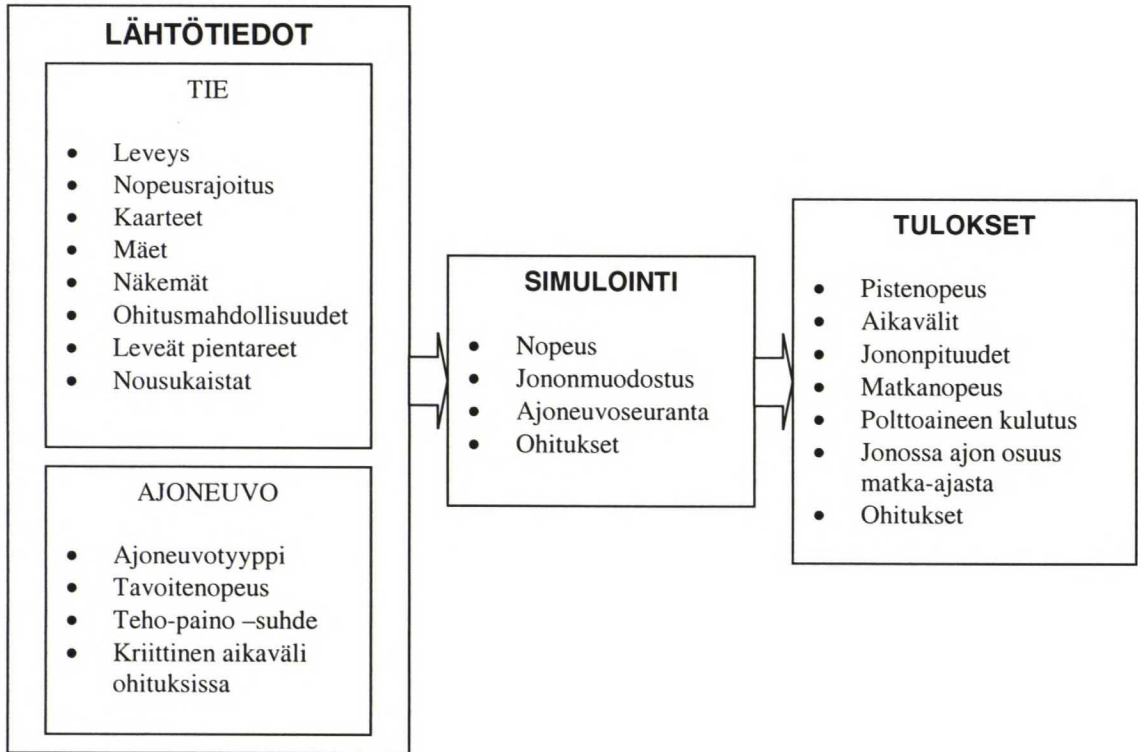 LÄHTÖTIEDOT
TIE
• Leveys
• Nopeusrajoitus
• Kaarteet
• Mäet
• Näkemät
• Ohitusmahdollisuudet
• Leveät pientareet
• Nousukaistat
AJONEUVO
• Ajoneuvotyyppi
• Tavoitenopeus
• Teho-paino –suhde
• Kriittinen aikaväli
ohituksissa
SIMULOINTI
• Nopeus
• Jononmuodostus
• Ajoneuvoseuranta
• Ohitukset
TULOKSET
• Pistenopeus
• Aikavälit
• Jononpituudet
• Matkanopeus
• Polttoaineen kulutus
• Jonossa ajon osuus
matka-ajasta
• Ohitukset